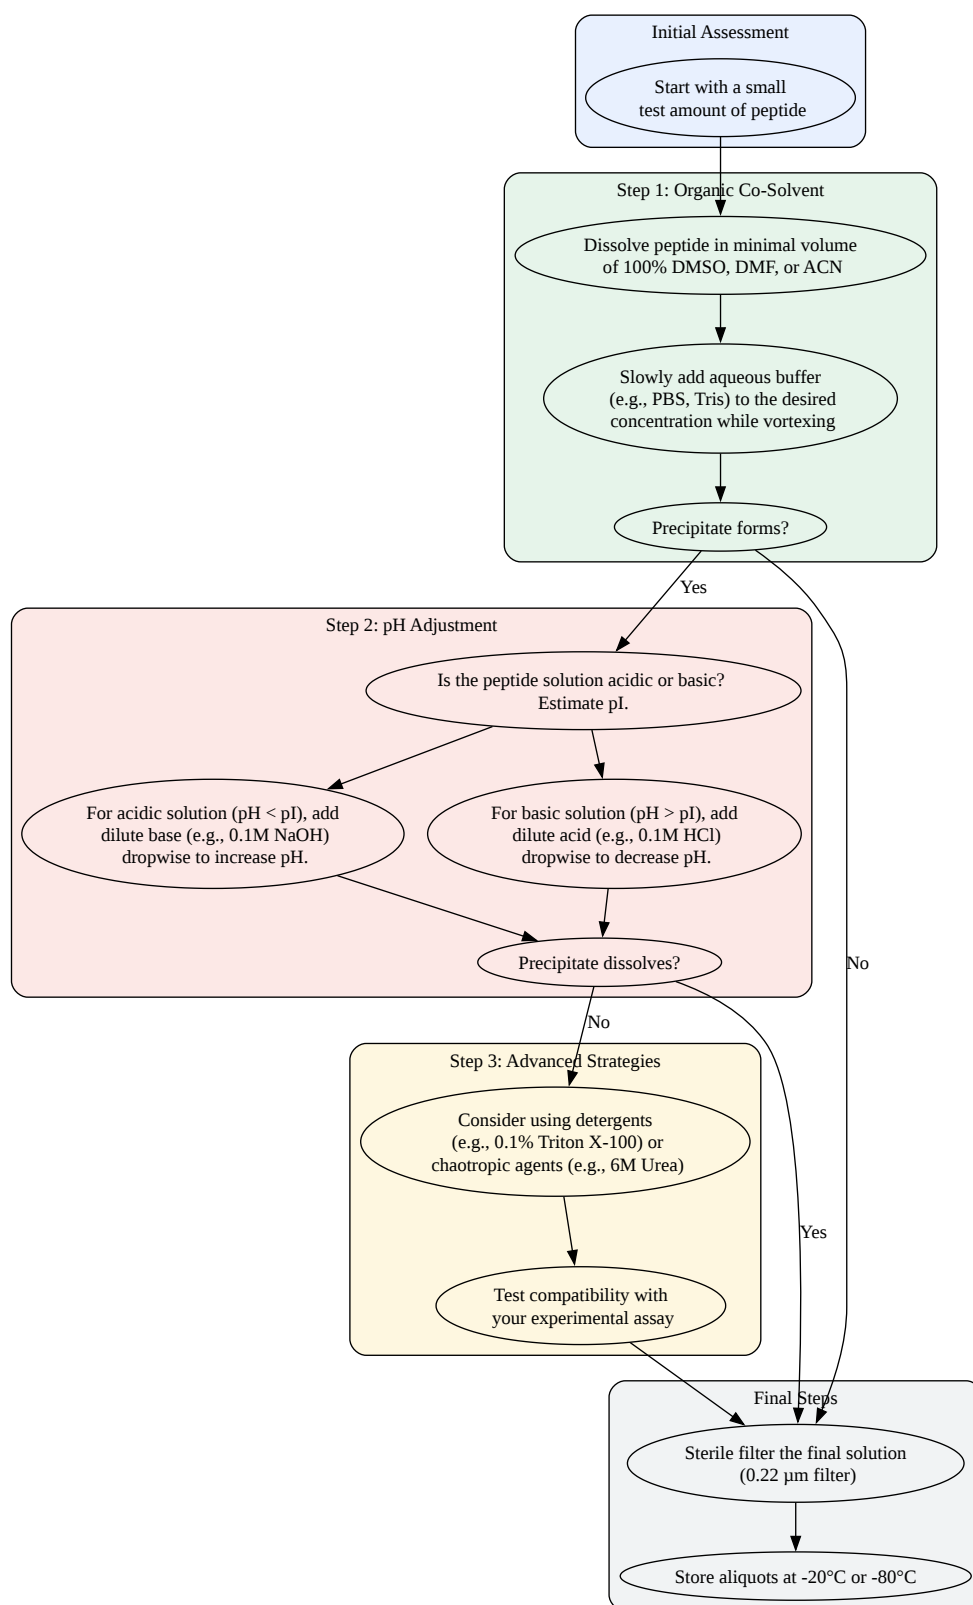 Initial Assessment
Start with a small
test amount of peptide
Step 1: Organic Co-Solvent
Dissolve peptide in minimal volume
of 100% DMSO, DMF, or ACN
Slowly add aqueous buffer
(e.g., PBS, Tris) to the desired
concentration while vortexing
Precipitate forms?
Yes
Step 2: pH Adjustment
Is the peptide solution acidic or basic?
Estimate pI.
For acidic solution (pH < pI), add
dilute base (e.g., 0.1M NaOH)
dropwise to increase pH.
For basic solution (pH > pI), add
dilute acid (e.g., 0.1M HCl)
dropwise to decrease pH.
Precipitate dissolves?
No
No
Step 3: Advanced Strategies
Consider using detergents
(e.g., 0.1% Triton X-100) or
chaotropic agents (e.g., 6M Urea)
Yes
Test compatibility with
your experimental assay
Final Steps
Sterile filter the final solution
(0.22 µm filter)
Store aliquots at -20°C or -80°C